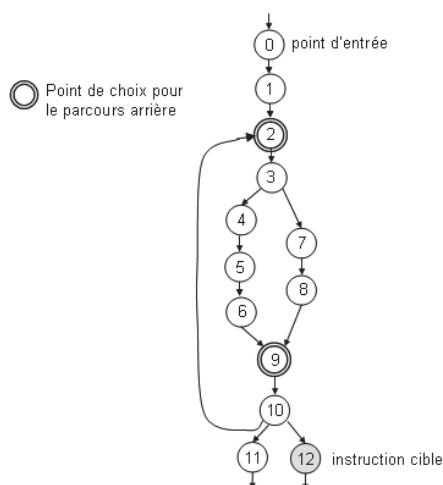 0 point d'entrée
1
Point de choix pour
le parcours arrière
2
3
4
7
5
8
6
9
10
11
12 instruction cible